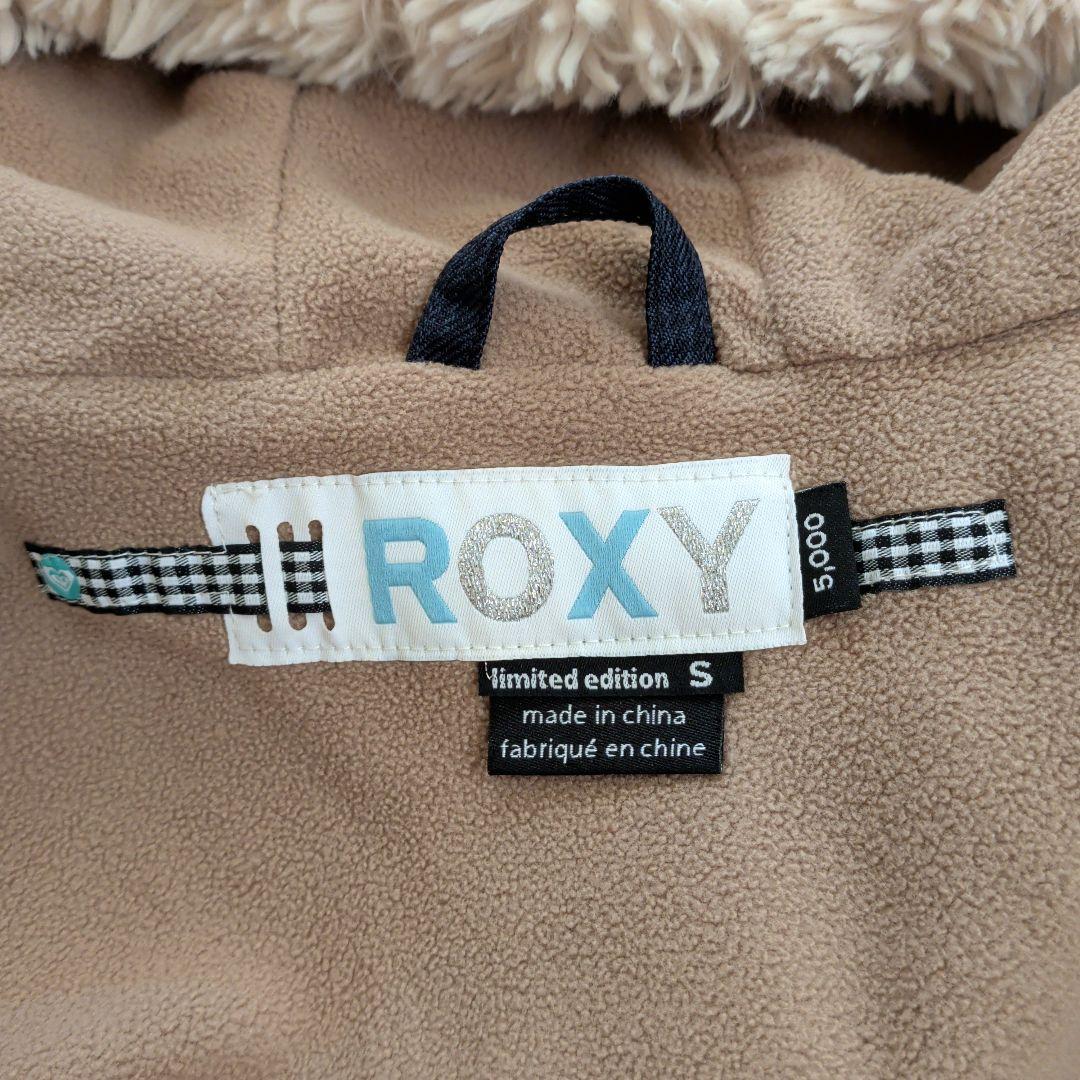 ROXY
5,000
limited edition S
made in china
fabriqué en chine